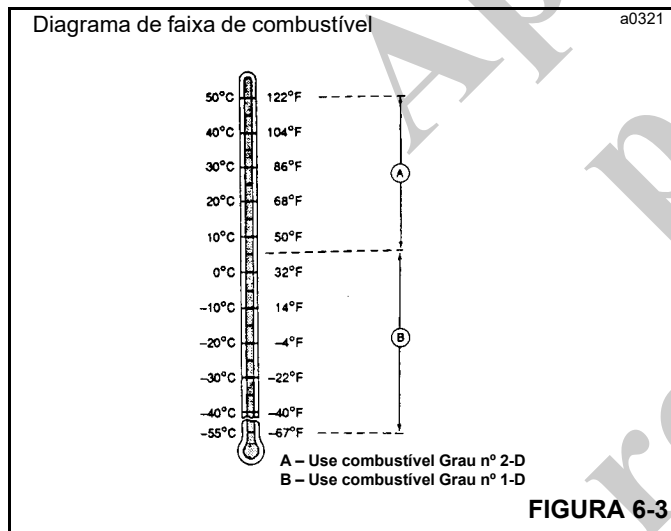 Diagrama de faixa de combustível
a0321
50°C 122°F
40°C 104°F
30°C 86°F
A
20°C 68°F
10°C 50°F
0°C 32°F
–10°C 14°F
B
–20°C –4°F
–30°C –22°F
–40°C –40°F
–55°C –67°F
A – Use combustível Grau nº 2-D
B – Use combustível Grau nº 1-D
FIGURA 6-3